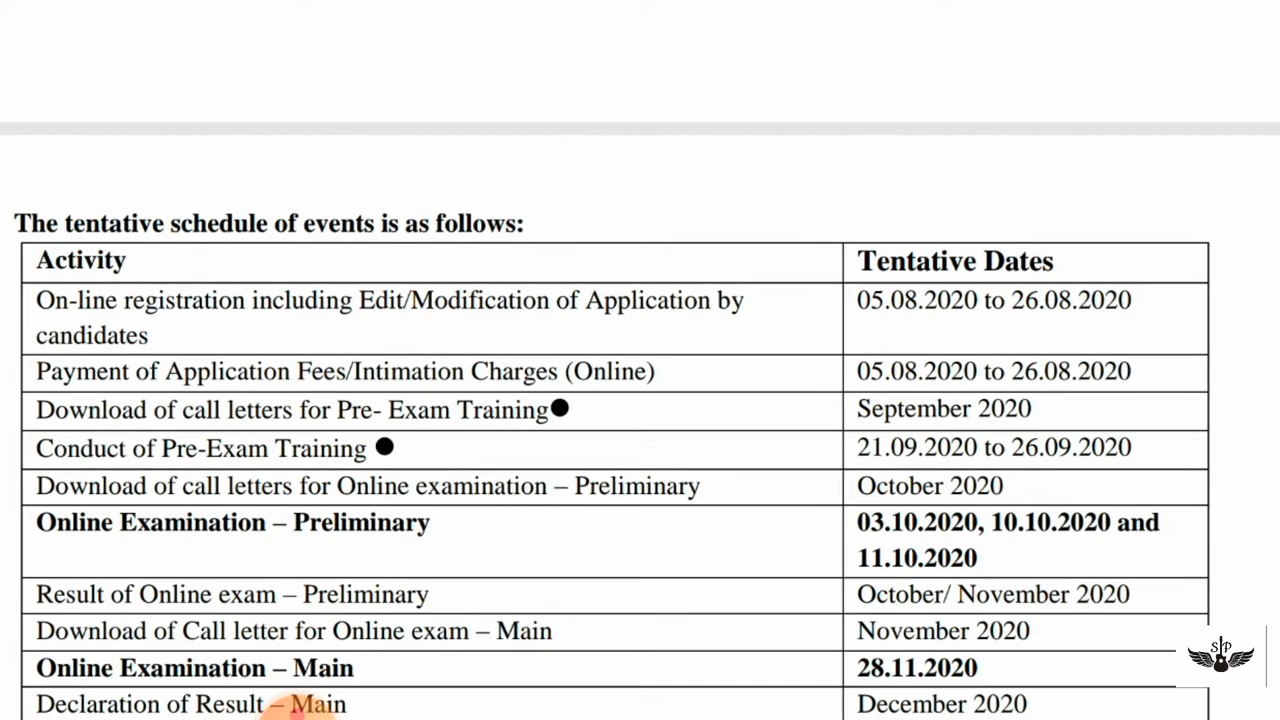 The tentative schedule of events is as follows:
Activity
Tentative Dates
On-line registration including Edit/Modification of Application by
candidates
05.08.2020 to 26.08.2020
Payment of Application Fees/Intimation Charges (Online)
05.08.2020 to 26.08.2020
Download of call letters for Pre- Exam Training●
September 2020
Conduct of Pre-Exam Training ●
21.09.2020 to 26.09.2020
Download of call letters for Online examination – Preliminary
October 2020
Online Examination – Preliminary
03.10.2020, 10.10.2020 and
11.10.2020
Result of Online exam – Preliminary
October/ November 2020
Download of Call letter for Online exam – Main
November 2020
Online Examination – Main
28.11.2020
Declaration of Result – Main
December 2020
SP